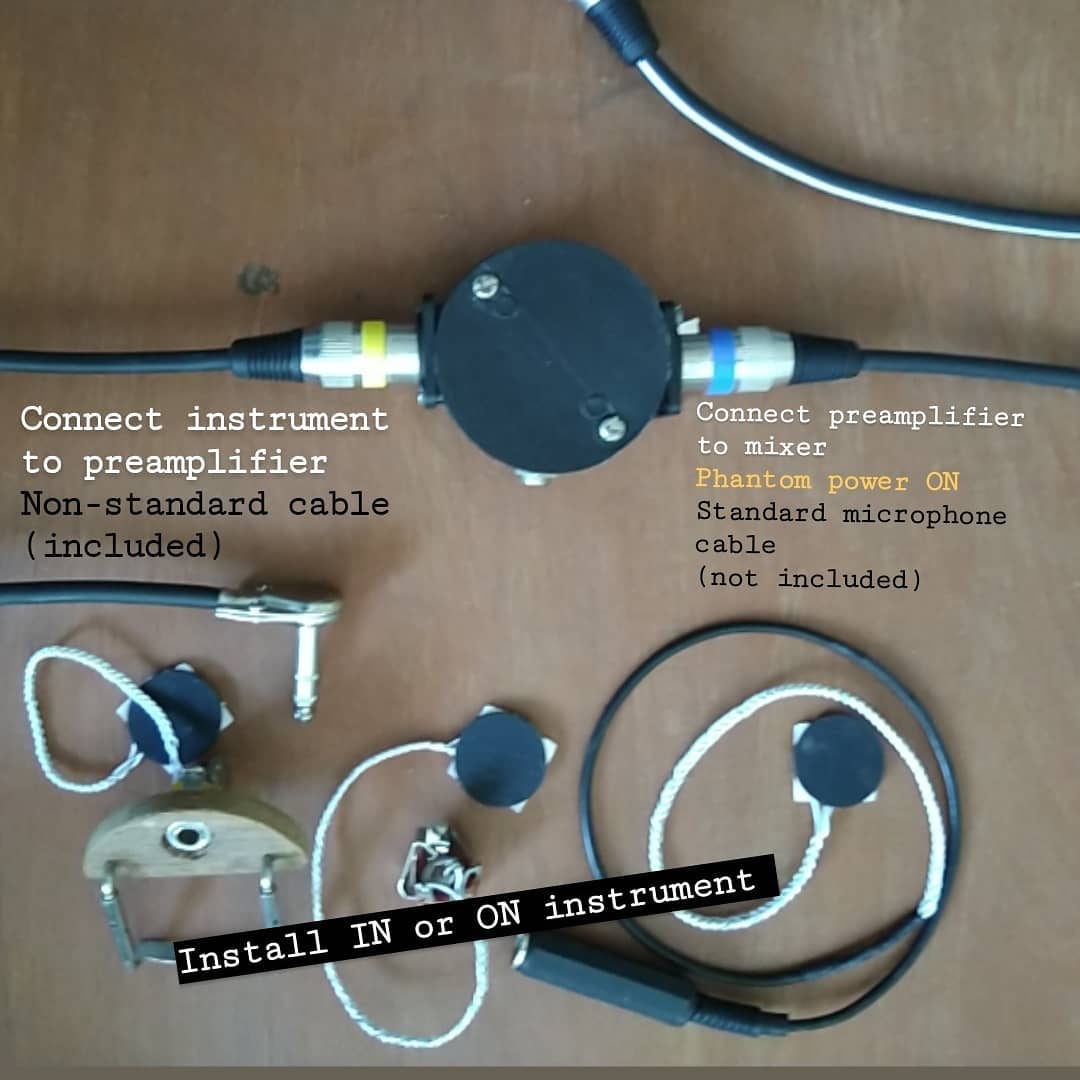 Connect instrument
to preamplifier
Non-standard cable
(included)
Connect preamplifier
to mixer
Phantom power ON
Standard microphone
cable
(not included)
Install IN or ON instrument